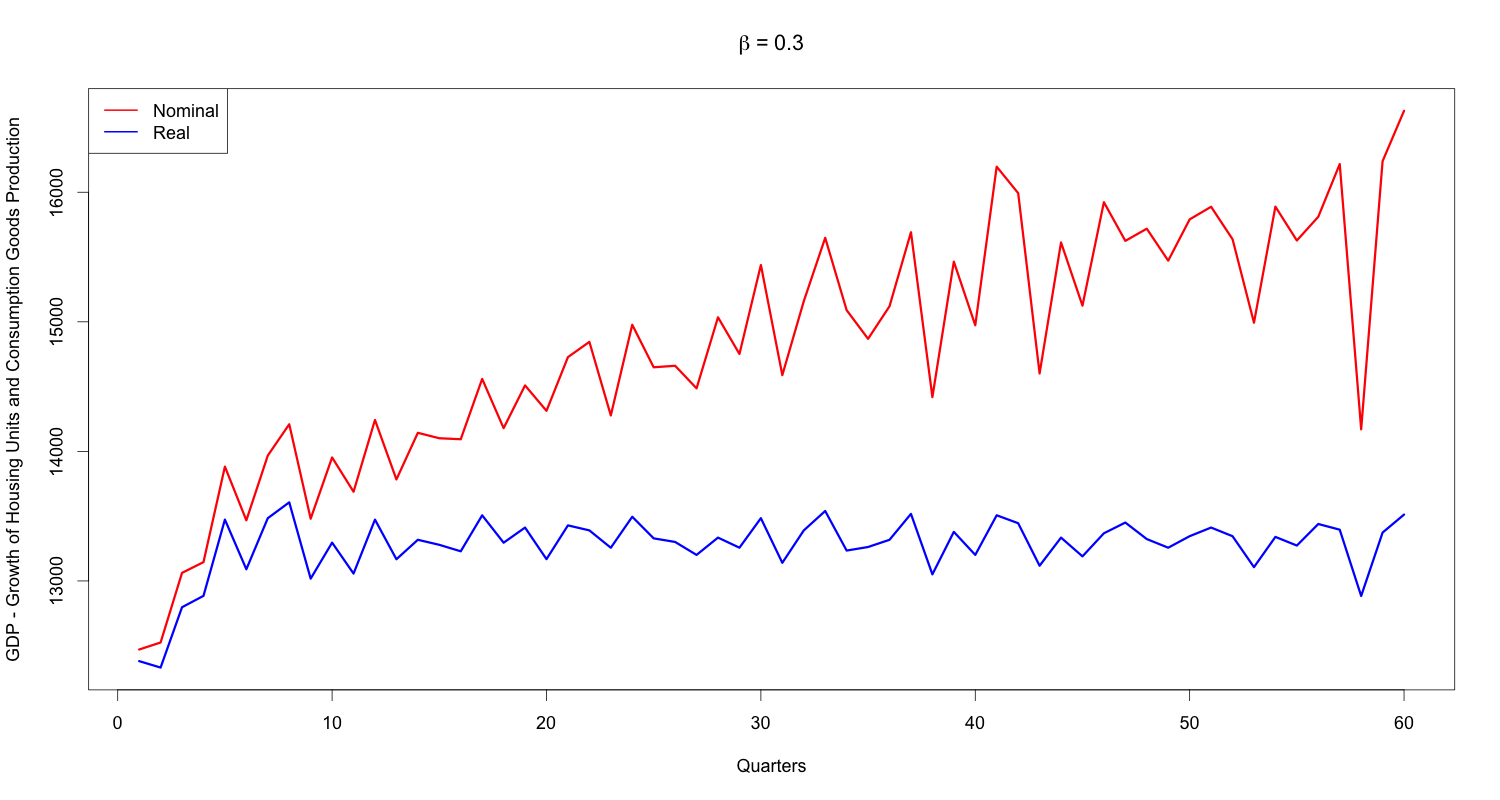 β = 0.3
Nominal
Real
GDP - Growth of Housing Units and Consumption Goods Production
16000
15000
14000
13000
0 10 20 30 40 50 60
Quarters